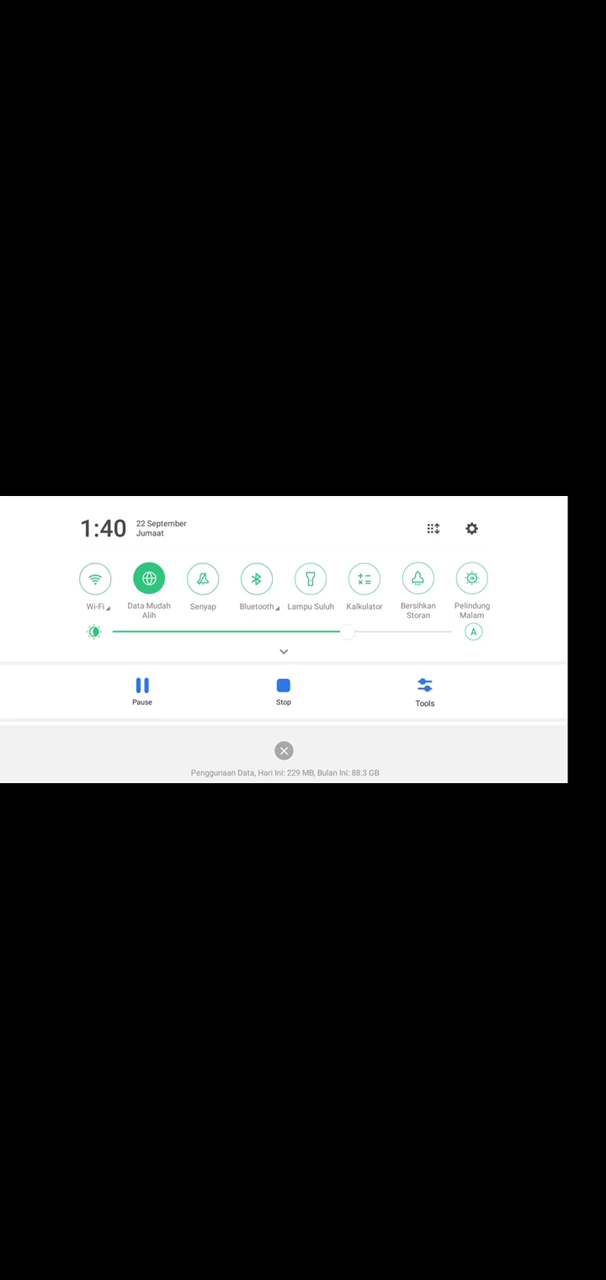 1:40
22 September
Jumaat
Wi-Fi
Data Mudah
Alih
Senyap
Bluetooth
Lampu Suluh
Kalkulator
Bersihkan
Storan
Pelindung
Malam
A
Pause
Stop
Tools
Penggunaan Data, Hari Ini: 229 MB, Bulan Ini: 88.3 GB